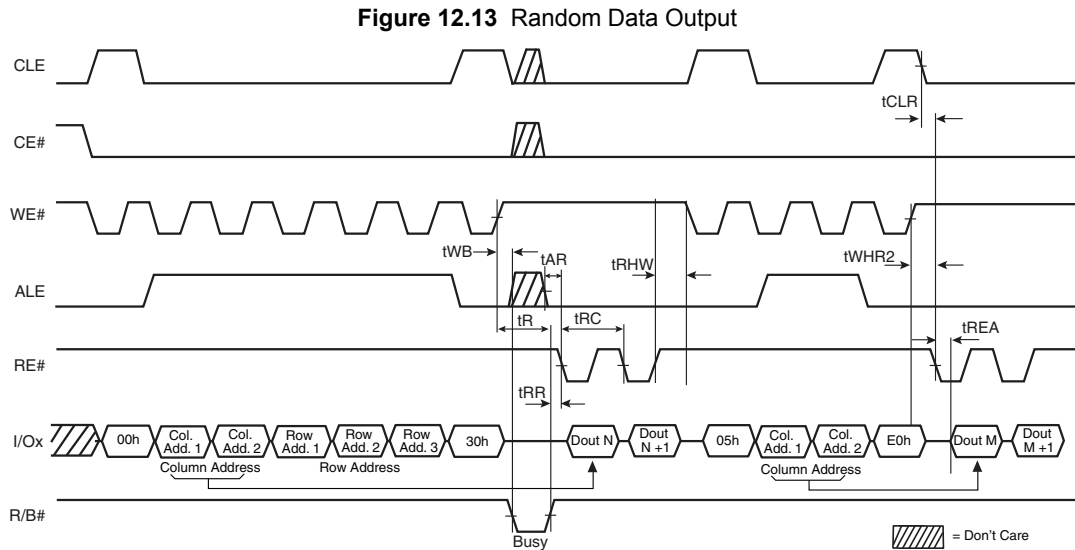 Figure 12.13 Random Data Output
CLE
tCLR
CE#
WE#
tWB
tAR
tRHW
tWHR2
ALE
tR
tRC
tREA
RE#
tRR
I/Ox
00h
Col. Add. 1
Col. Add. 2
Row Add. 1
Row Add. 2
Row Add. 3
30h
Dout N
Dout N +1
05h
Col. Add. 1
Col. Add. 2
E0h
Dout M
Dout M +1
Column Address
Row Address
Column Address
R/B#
Busy
= Don't Care